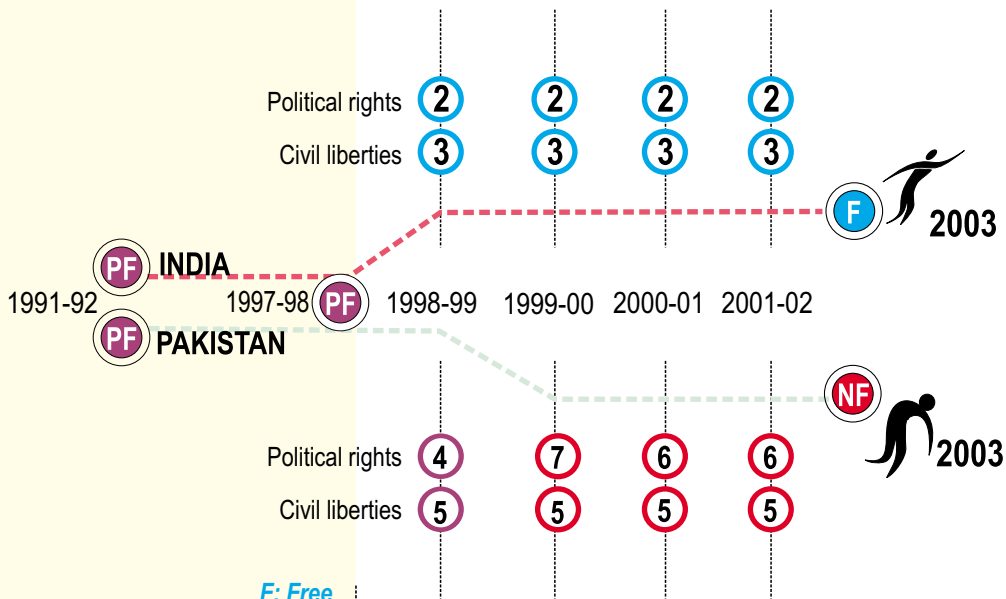 Political rights 2 2 2 2
Civil liberties 3 3 3 3
F
2003
PF INDIA
1991-92 1997-98 PF 1998-99 1999-00 2000-01 2001-02
PF PAKISTAN
NF
2003
Political rights 4 7 6 6
Civil liberties 5 5 5 5
F: Free